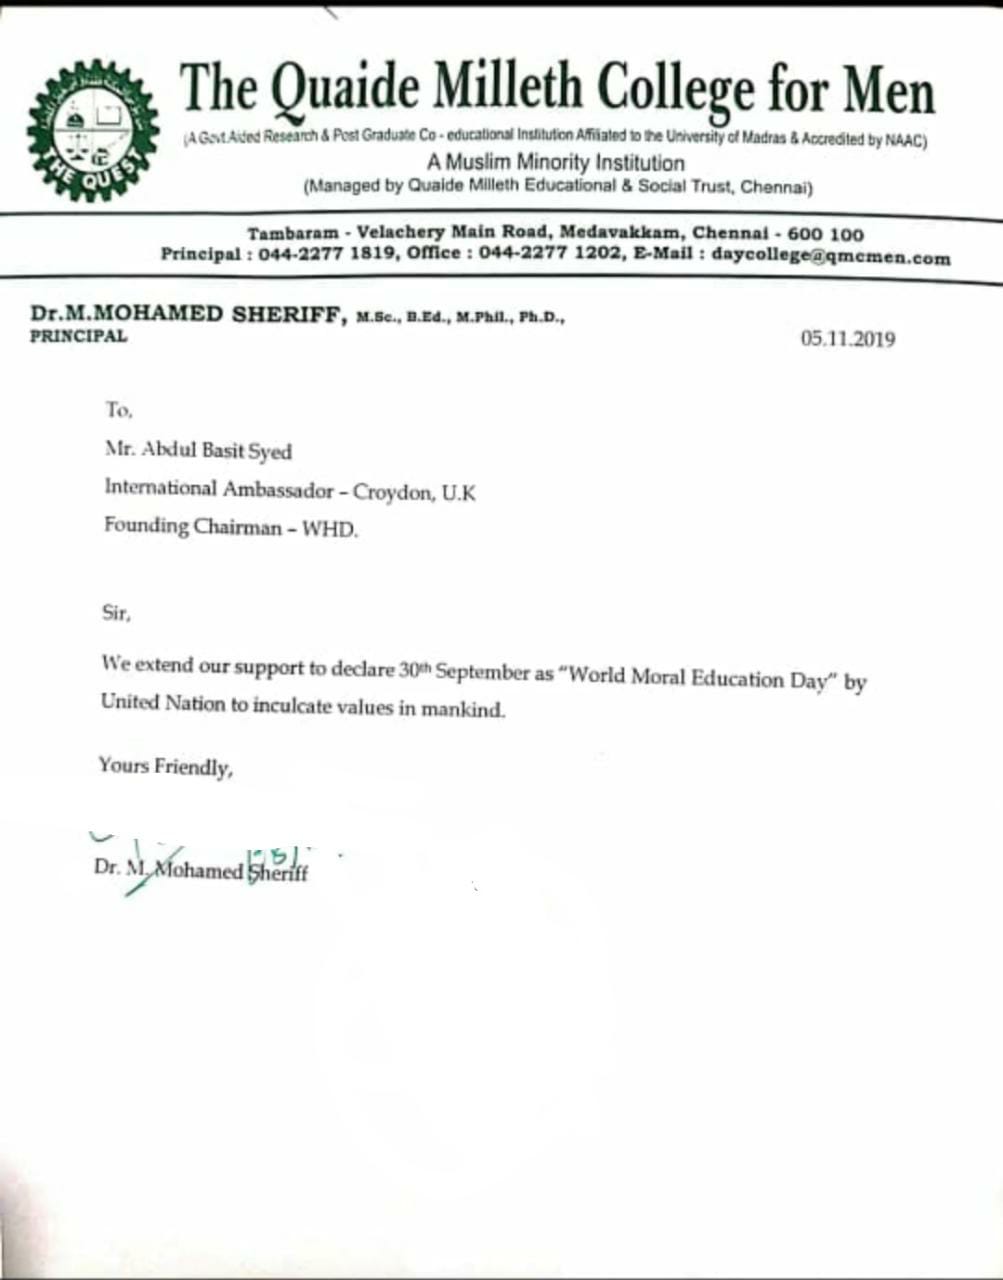 The Quaide Milleth College for Men
(A Govt.Aided Research & Post Graduate Co - educational Institution Affiliated to the University of Madras & Accredited by NAAC)
A Muslim Minority Institution
(Managed by Quaide Milleth Educational & Social Trust, Chennai)
THE QUEST
Tambaram - Velachery Main Road, Medavakkam, Chennai - 600 100
Principal : 044-2277 1819, Office : 044-2277 1202, E-Mail : daycollege@qmcmen.com
Dr.M.MOHAMED SHERIFF, M.Sc., B.Ed., M.Phil., Ph.D.,
PRINCIPAL
05.11.2019
To,
Mr. Abdul Basit Syed
International Ambassador – Croydon, U.K
Founding Chairman – WHD.
Sir,
We extend our support to declare 30th September as “World Moral Education Day” by
United Nation to inculcate values in mankind.
Yours Friendly,
Dr. M. Mohamed Sheriff